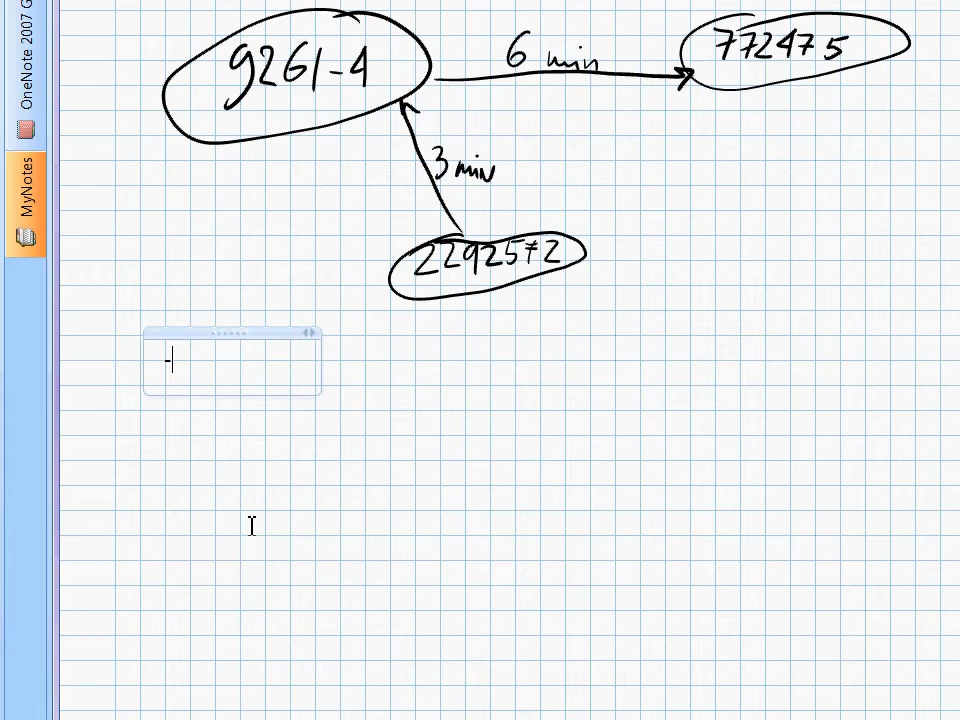 OneNote 2007 G
MyNotes
9261-4
6 min
772475
3 min
2292572
-